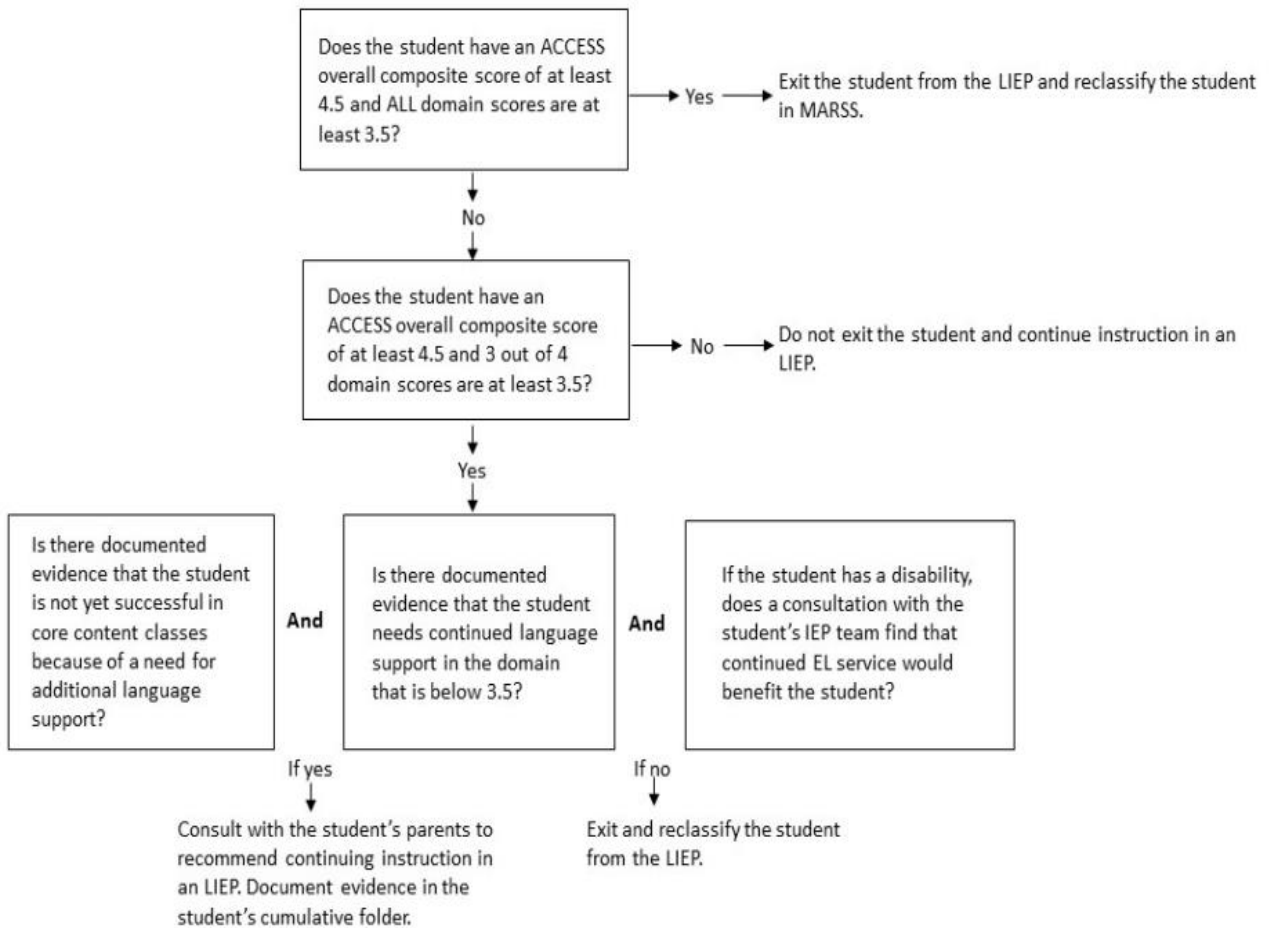 Does the student have an ACCESS
overall composite score of at least
4.5 and ALL domain scores are at
least 3.5?
Yes
Exit the student from the LIEP and reclassify the student
in MARSS.
No
Does the student have an
ACCESS overall composite score
of at least 4.5 and 3 out of 4
domain scores are at least 3.5?
No
Do not exit the student and continue instruction in an
LIEP.
Yes
Is there documented
evidence that the student
is not yet successful in
core content classes
because of a need for
additional language
support?
And
Is there documented
evidence that the student
needs continued language
support in the domain
that is below 3.5?
And
If the student has a disability,
does a consultation with the
student's IEP team find that
continued EL service would
benefit the student?
If yes
Consult with the student's parents to
recommend continuing instruction in
an LIEP. Document evidence in the
student's cumulative folder.
If no
Exit and reclassify the student
from the LIEP.